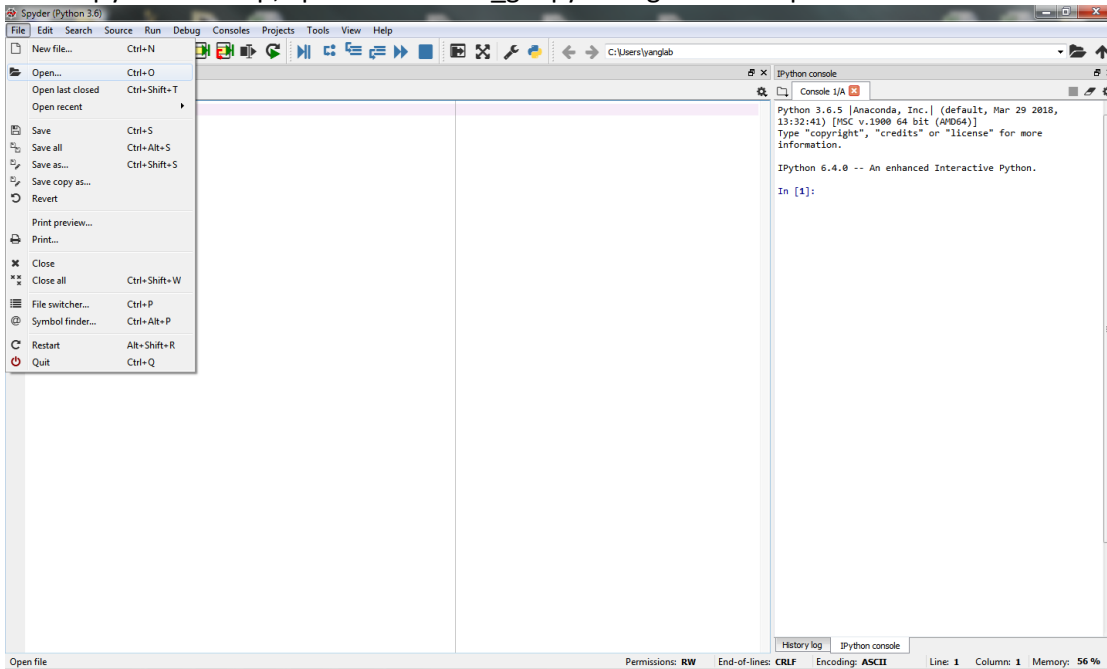 Spyder (Python 3.6)
File Edit Search Source Run Debug Consoles Projects Tools View Help
New file... Ctrl+N
Open... Ctrl+O
Open last closed Ctrl+Shift+T
Open recent
Save Ctrl+S
Save all Ctrl+Alt+S
Save as... Ctrl+Shift+S
Save copy as...
Revert
Print preview...
Print...
Close
Close all Ctrl+Shift+W
File switcher... Ctrl+P
Symbol finder... Ctrl+Alt+P
Restart Alt+Shift+R
Quit Ctrl+Q
C:\Users\yanglab
IPython console
Console 1/A
Python 3.6.5 |Anaconda, Inc.| (default, Mar 29 2018,
13:32:41) [MSC v.1900 64 bit (AMD64)]
Type "copyright", "credits" or "license" for more
information.
IPython 6.4.0 -- An enhanced Interactive Python.
In [1]:
History log IPython console
Open file Permissions: RW End-of-lines: CRLF Encoding: ASCII Line: 1 Column: 1 Memory: 56 %